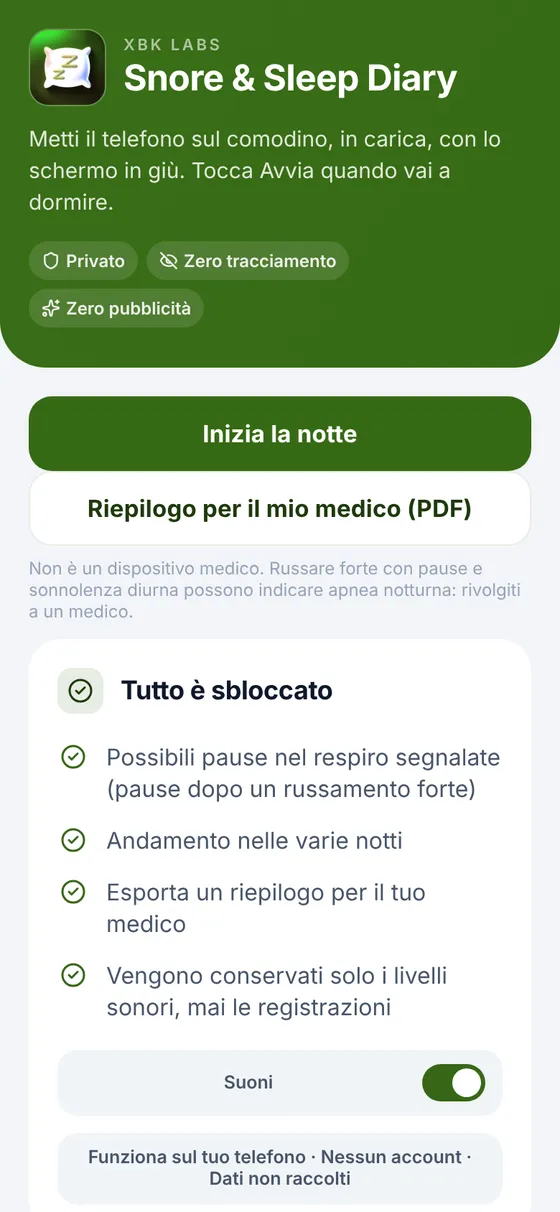 XBK LABS
Snore & Sleep Diary
Metti il telefono sul comodino, in carica, con lo
schermo in giù. Tocca Avvia quando vai a
dormire.
Privato
Zero tracciamento
Zero pubblicità
Inizia la notte
Riepilogo per il mio medico (PDF)
Non è un dispositivo medico. Russare forte con pause e
sonnolenza diurna possono indicare apnea notturna: rivolgiti
a un medico.
Tutto è sbloccato
Possibili pause nel respiro segnalate
(pause dopo un russamento forte)
Andamento nelle varie notti
Esporta un riepilogo per il tuo
medico
Vengono conservati solo i livelli
sonori, mai le registrazioni
Suoni
Funziona sul tuo telefono · Nessun account ·
Dati non raccolti